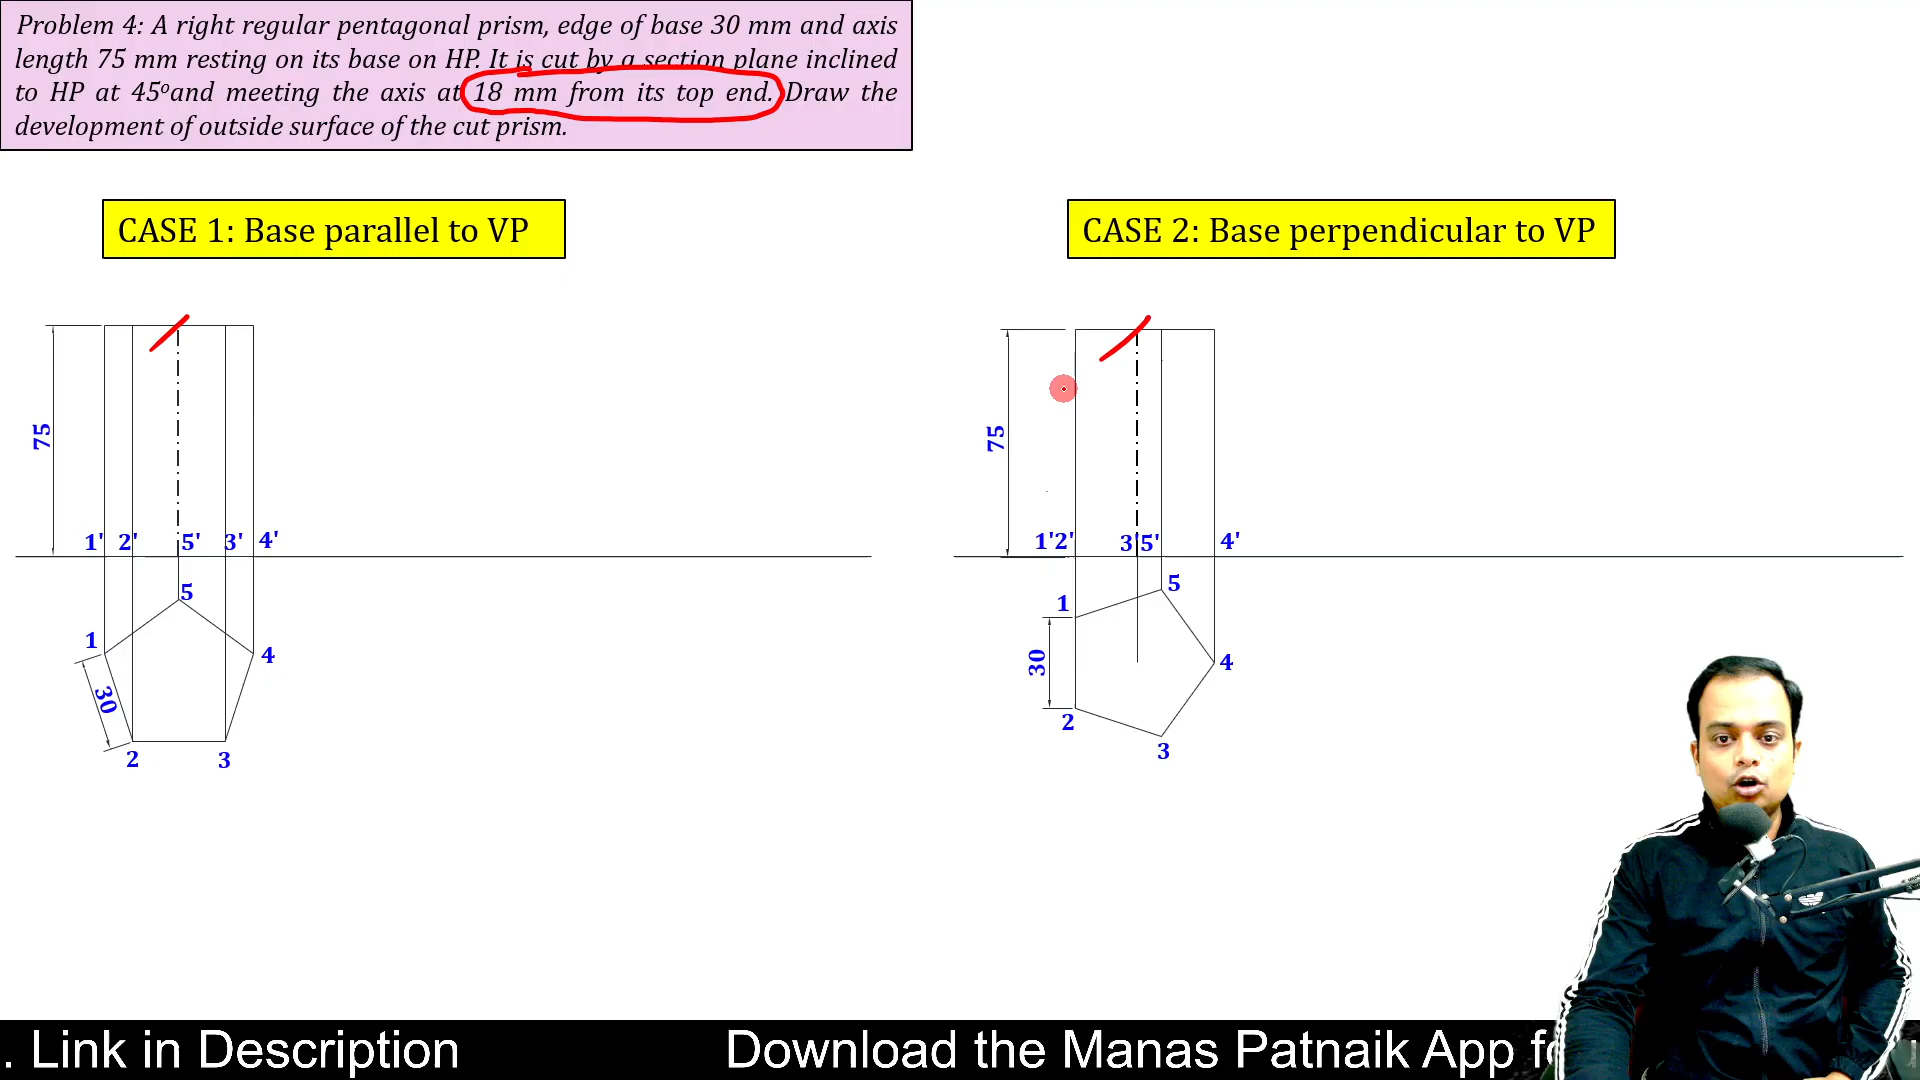 Problem 4: A right regular pentagonal prism, edge of base 30 mm and axis
length 75 mm resting on its base on HP. It is cut by a section plane inclined
to HP at 45ºand meeting the axis at 18 mm from its top end. Draw the
development of outside surface of the cut prism.
CASE 1: Base parallel to VP
CASE 2: Base perpendicular to VP
75
1' 2' 5' 3' 4'
5
1
4
30
2 3
75
1'2' 3' 5' 4'
5
1
30
4
2
3
. Link in Description
Download the Manas Patnaik App